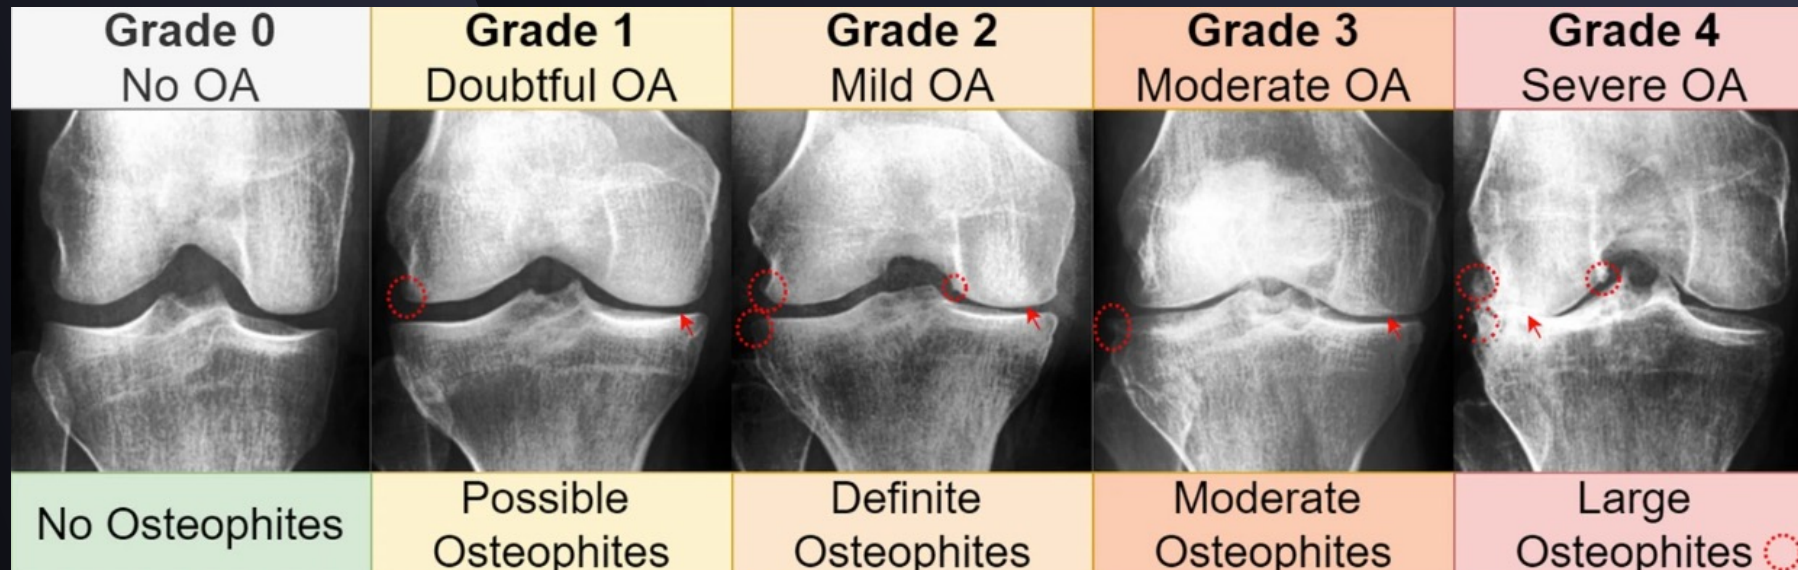 Grade 0
No OA
Grade 1
Doubtful OA
Grade 2
Mild OA
Grade 3
Moderate OA
Grade 4
Severe OA
No Osteophites
Possible
Osteophites
Definite
Osteophites
Moderate
Osteophites
Large
Osteophites